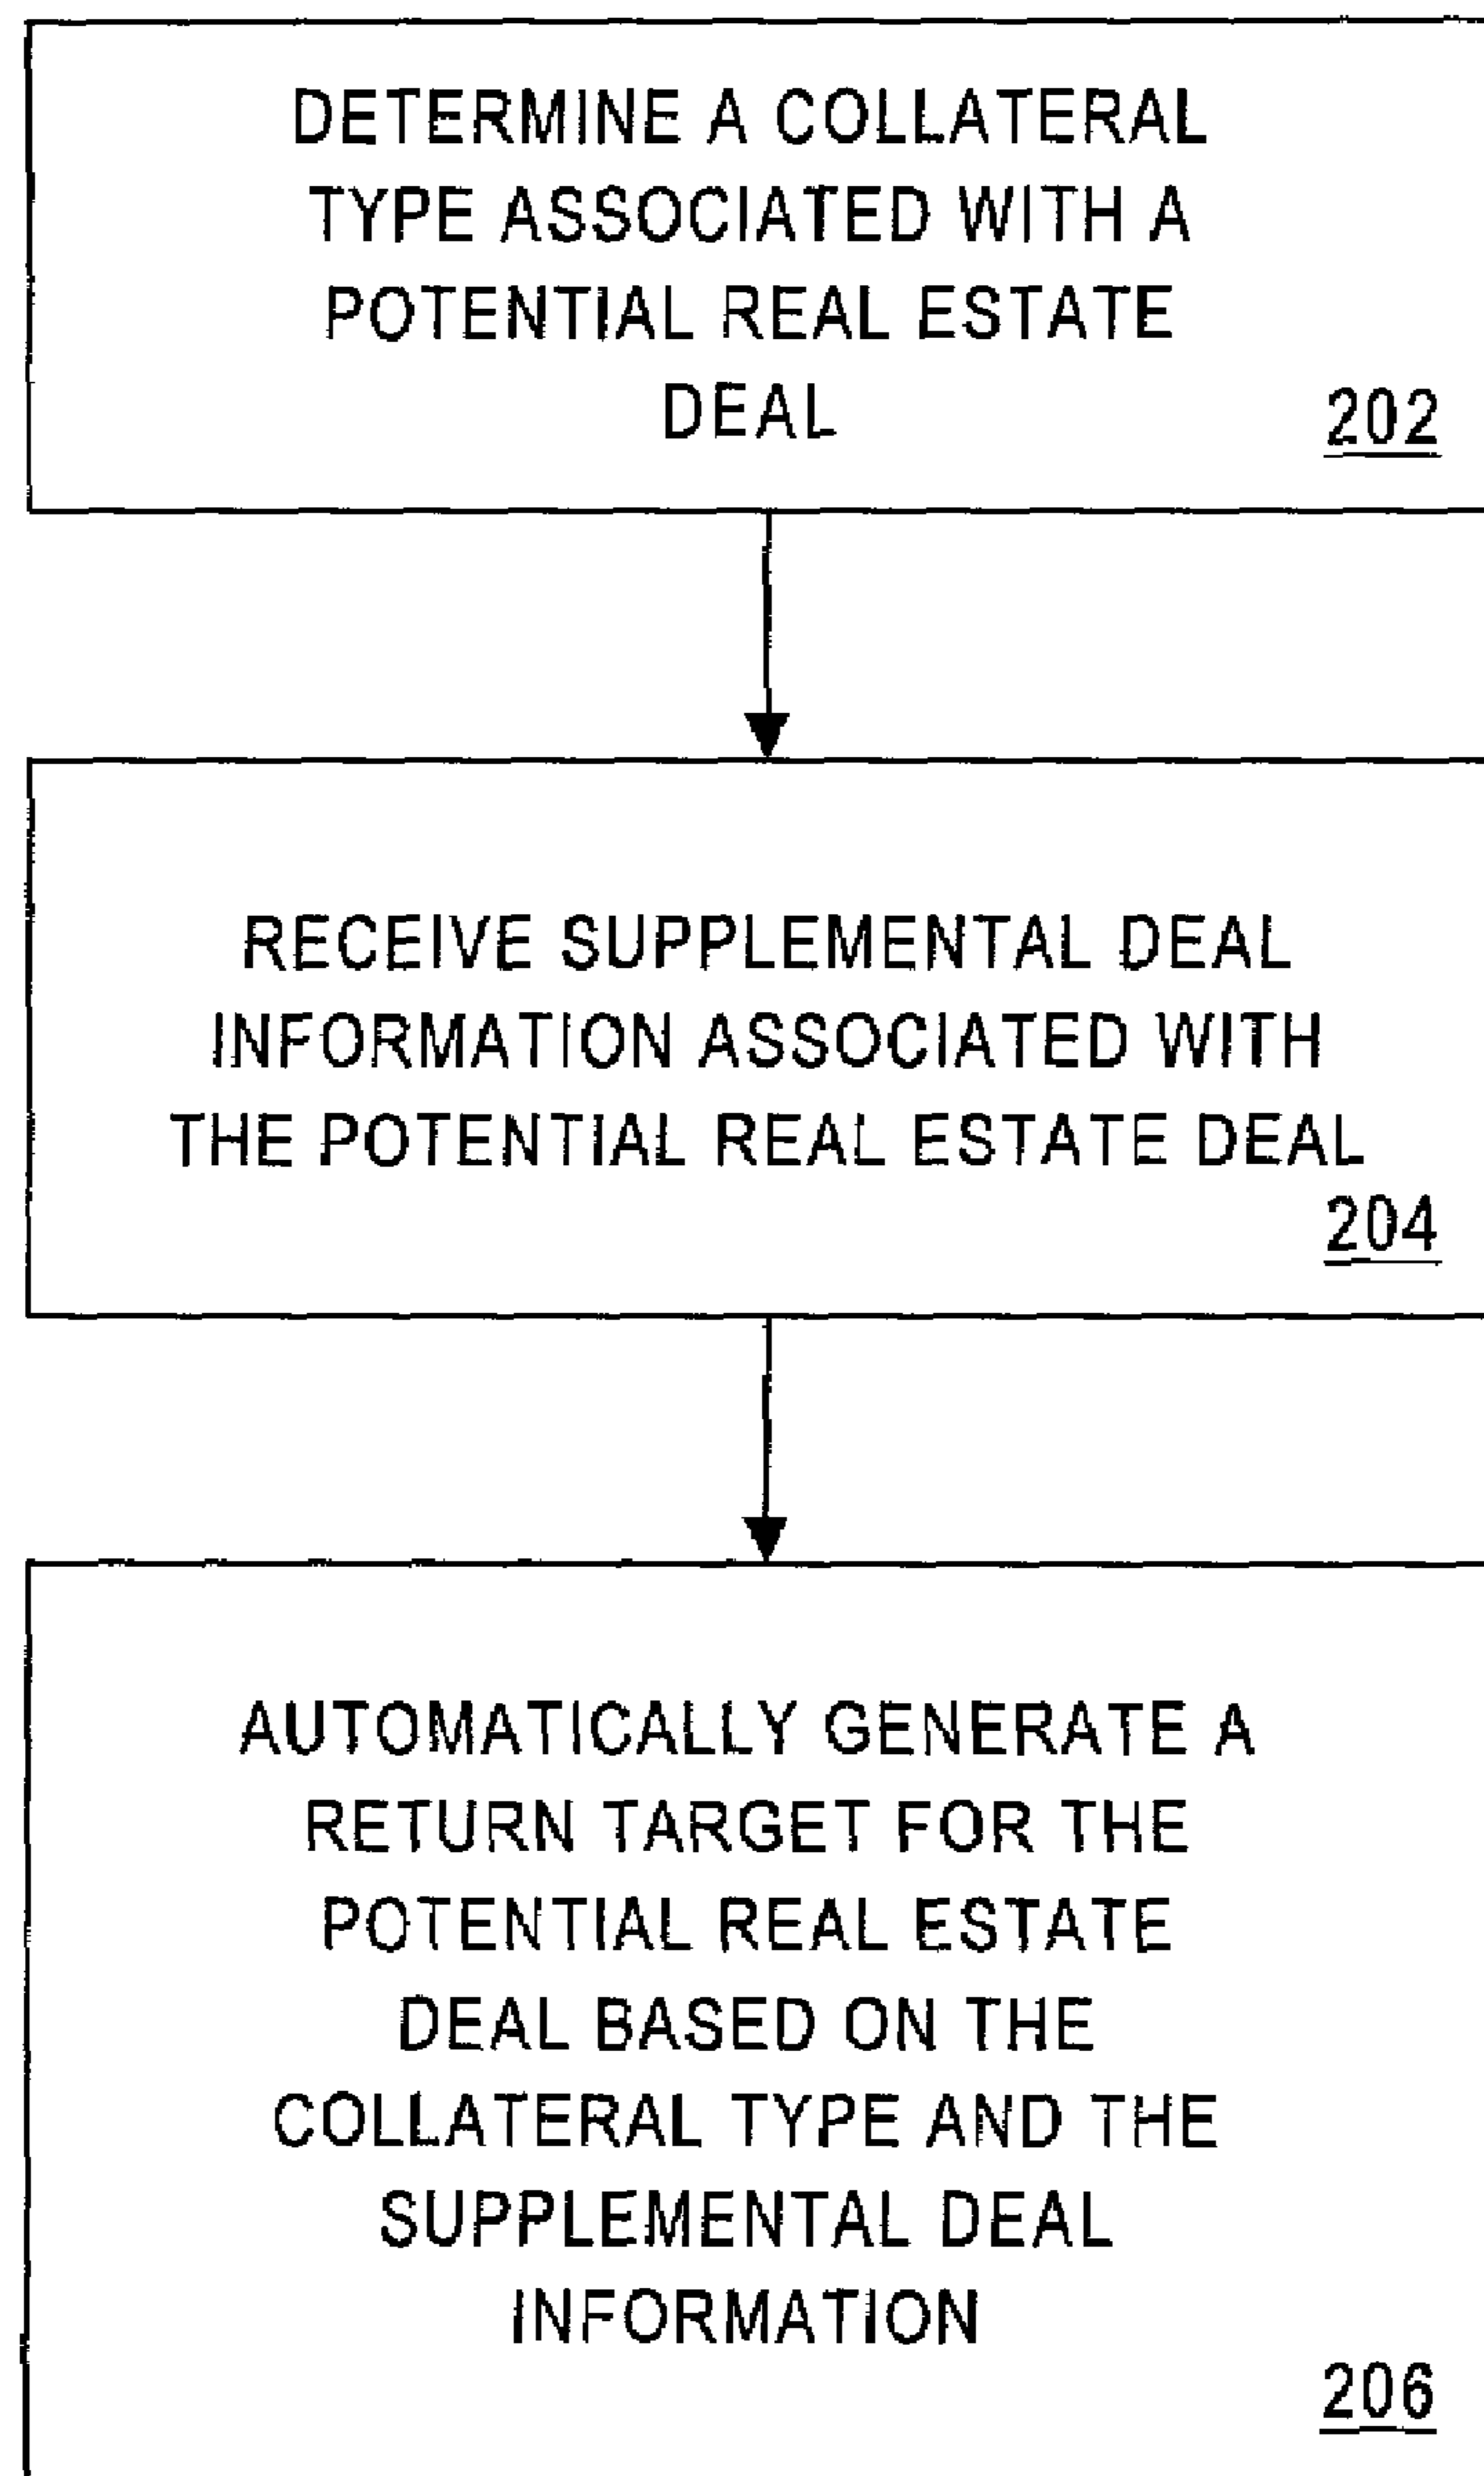 DETERMINE A COLLATERAL
TYPE ASSOCIATED WITH A
POTENTIAL REAL ESTATE
DEAL
202
RECEIVE SUPPLEMENTAL DEAL
INFORMATION ASSOCIATED WITH
THE POTENTIAL REAL ESTATE DEAL
204
AUTOMATICALLY GENERATE A
RETURN TARGET FOR THE
POTENTIAL REAL ESTATE
DEAL BASED ON THE
COLLATERAL TYPE AND THE
SUPPLEMENTAL DEAL
INFORMATION
206